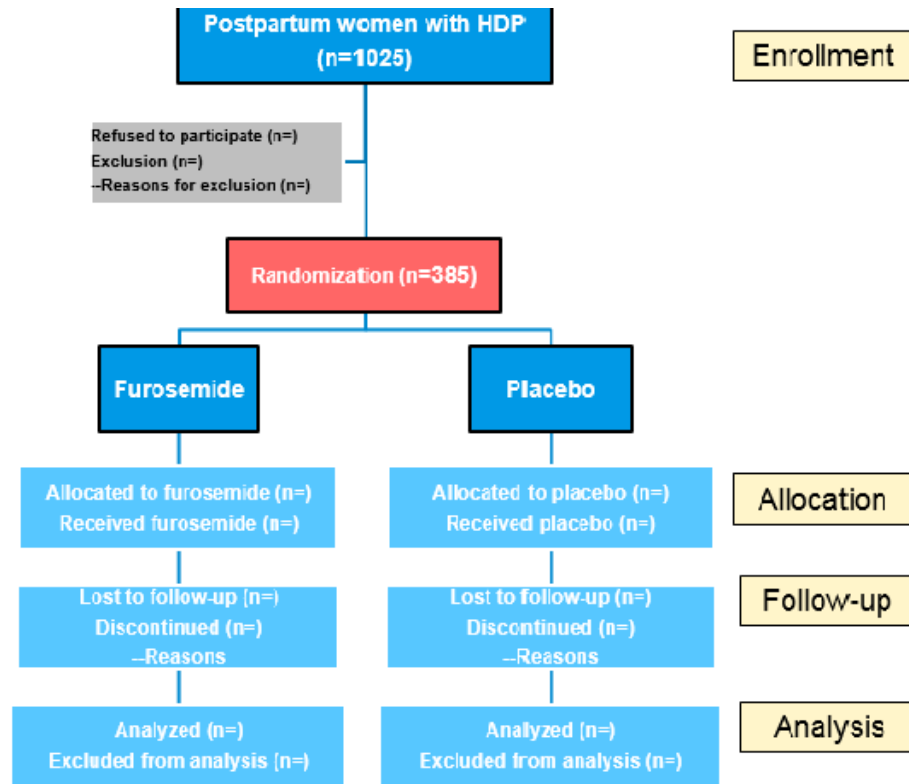 Postpartum women with HDP
(n=1025)
Enrollment
Refused to participate (n=)
Exclusion (n=)
--Reasons for exclusion (n=)
Randomization (n=385)
Furosemide
Placebo
Allocated to furosemide (n=)
Received furosemide (n=)
Allocated to placebo (n=)
Received placebo (n=)
Allocation
Lost to follow-up (n=)
Discontinued (n=)
--Reasons
Lost to follow-up (n=)
Discontinued (n=)
--Reasons
Follow-up
Analyzed (n=)
Excluded from analysis (n=)
Analyzed (n=)
Excluded from analysis (n=)
Analysis